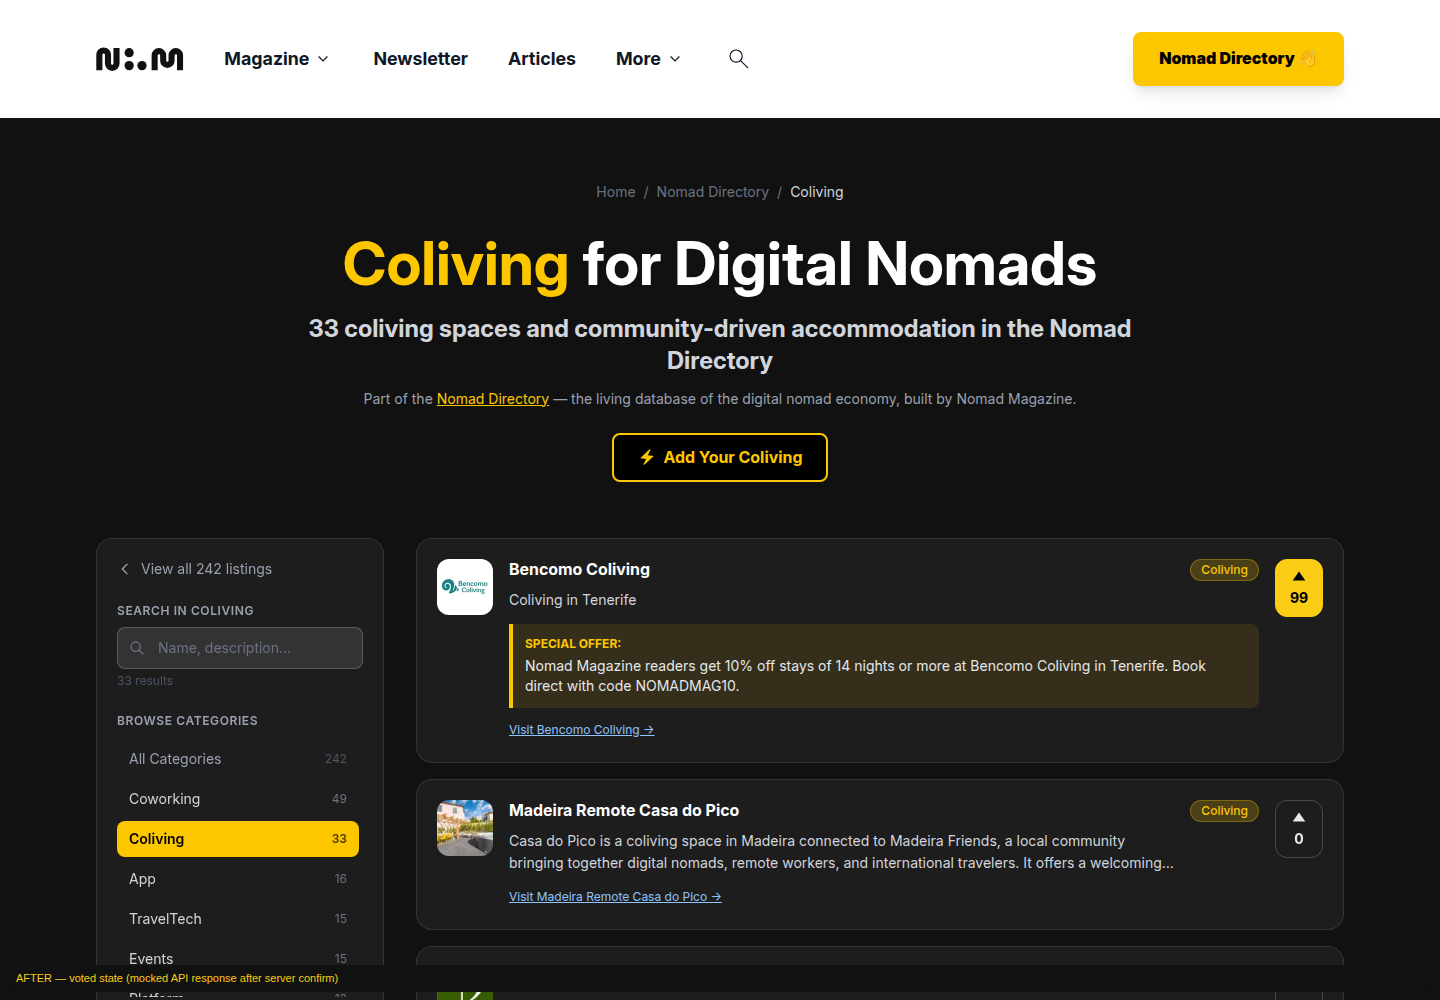 N:.M
Magazine
Newsletter
Articles
More
Nomad Directory 👋
Home / Nomad Directory / Coliving
Coliving for Digital Nomads
33 coliving spaces and community-driven accommodation in the Nomad
Directory
Part of the Nomad Directory — the living database of the digital nomad economy, built by Nomad Magazine.
⚡ Add Your Coliving
View all 242 listings
SEARCH IN COLIVING
Name, description...
33 results
BROWSE CATEGORIES
All Categories 242
Coworking 49
Coliving 33
App 16
TravelTech 15
Events 15
Bencomo Coliving
Bencomo Coliving
Coliving
▲
99
Coliving in Tenerife
SPECIAL OFFER:
Nomad Magazine readers get 10% off stays of 14 nights or more at Bencomo Coliving in Tenerife. Book
direct with code NOMADMAG10.
Visit Bencomo Coliving →
Madeira Remote Casa do Pico
Coliving
▲
0
Casa do Pico is a coliving space in Madeira connected to Madeira Friends, a local community
bringing together digital nomads, remote workers, and international travelers. It offers a welcoming...
Visit Madeira Remote Casa do Pico →
AFTER — voted state (mocked API response after server confirm)